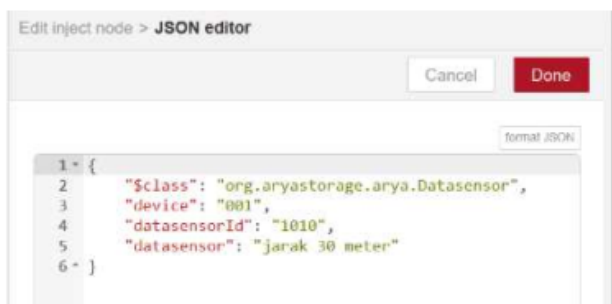 Edit inject node > JSON editor
Cancel Done
format JSON
1 {
2 "$class": "org.aryastorage.arya.Datasensor",
3 "device": "001",
4 "datasensorId": "1010",
5 "datasensor": "jarak 30 meter"
6 }